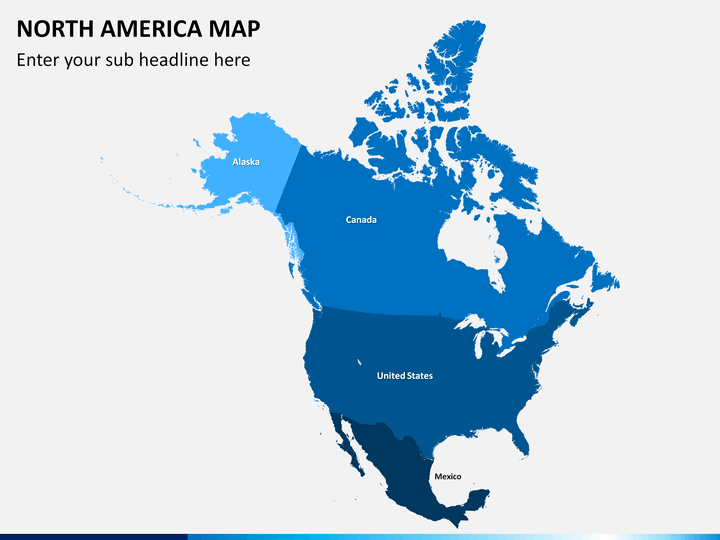 NORTH AMERICA MAP
Enter your sub headline here
Alaska
Canada
United States
Mexico